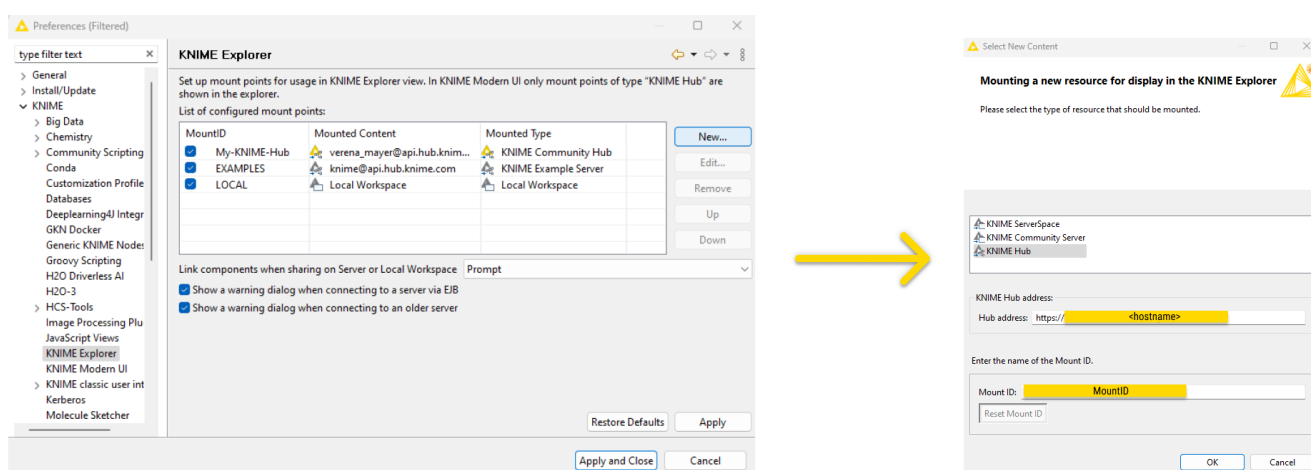 Preferences (Filtered)
type filter text
General
Install/Update
KNIME
Big Data
Chemistry
Community Scripting
Conda
Customization Profile
Databases
Deeplearning4J Integr
GKN Docker
Generic KNIME Nodes
Groovy Scripting
H2O Driverless AI
H2O-3
HCS-Tools
Image Processing Plu
JavaScript Views
KNIME Explorer
KNIME Modern UI
KNIME classic user int
Kerberos
Molecule Sketcher
KNIME Explorer
Set up mount points for usage in KNIME Explorer view. In KNIME Modern UI only mount points of type "KNIME Hub" are
shown in the explorer.
List of configured mount points:
MountID Mounted Content Mounted Type
My-KNIME-Hub verena_mayer@api.hub.knim... KNIME Community Hub
EXAMPLES knime@api.hub.knime.com KNIME Example Server
LOCAL Local Workspace Local Workspace
New...
Edit...
Remove
Up
Down
Link components when sharing on Server or Local Workspace Prompt
Show a warning dialog when connecting to a server via EJB
Show a warning dialog when connecting to an older server
Restore Defaults Apply
Apply and Close Cancel
Select New Content
Mounting a new resource for display in the KNIME Explorer
Please select the type of resource that should be mounted.
KNIME ServerSpace
KNIME Community Server
KNIME Hub
KNIME Hub address:
Hub address: https:// <hostname>
Enter the name of the Mount ID.
Mount ID: MountID
Reset Mount ID
OK Cancel